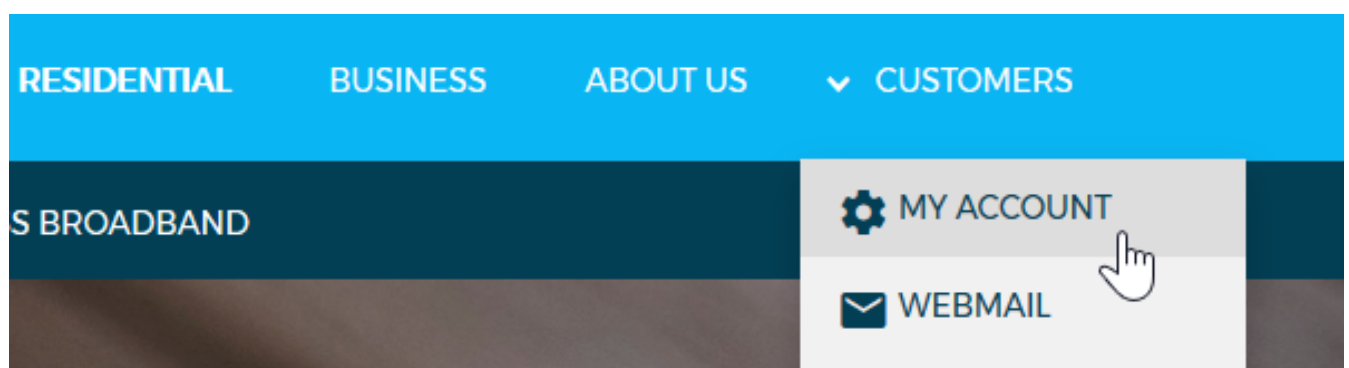 RESIDENTIAL BUSINESS ABOUT US CUSTOMERS
S BROADBAND
MY ACCOUNT
WEBMAIL